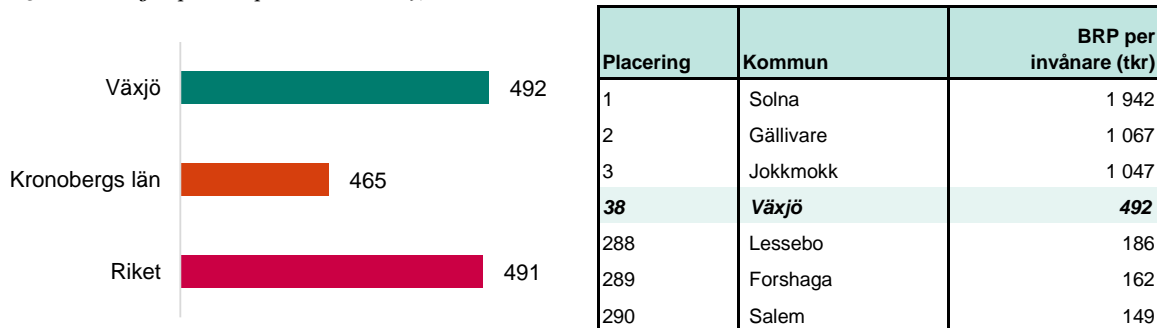 Växjö 492
Kronobergs län 465
Riket 491
Placering Kommun BRP per invånare (tkr)
1 Solna 1 942
2 Gällivare 1 067
3 Jokkmokk 1 047
38 Växjö 492
288 Lessebo 186
289 Forshaga 162
290 Salem 149